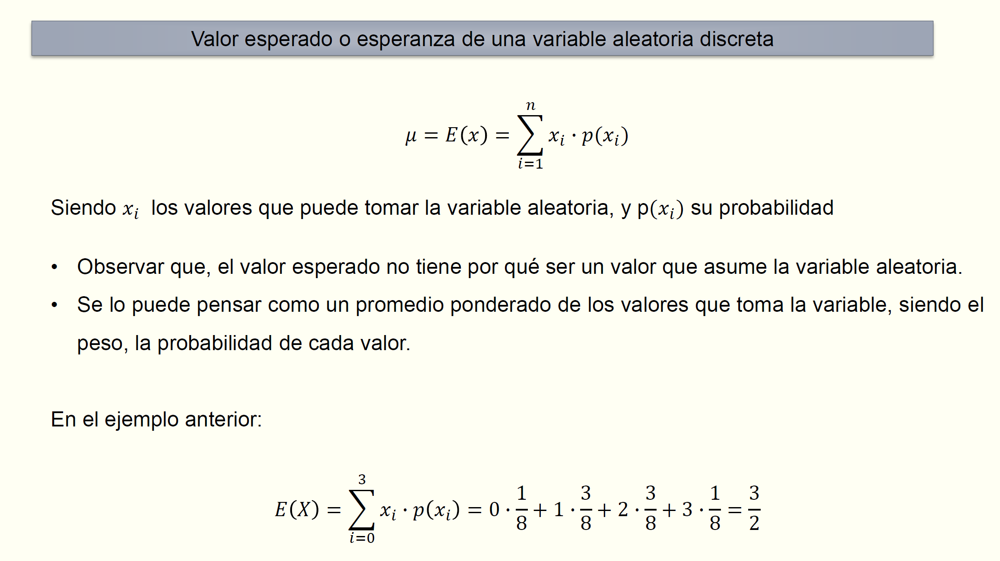 Valor esperado o esperanza de una variable aleatoria discreta
$\mu = E(x) = \sum_{i=1}^{n} x_i \cdot p(x_i)$
Siendo $x_i$ los valores que puede tomar la variable aleatoria, y p$(x_i)$ su probabilidad
• Observar que, el valor esperado no tiene por qué ser un valor que asume la variable aleatoria.
• Se lo puede pensar como un promedio ponderado de los valores que toma la variable, siendo el
peso, la probabilidad de cada valor.
En el ejemplo anterior:
$E(X) = \sum_{i=0}^{3} x_i \cdot p(x_i) = 0 \cdot \frac{1}{8} + 1 \cdot \frac{3}{8} + 2 \cdot \frac{3}{8} + 3 \cdot \frac{1}{8} = \frac{3}{2}$